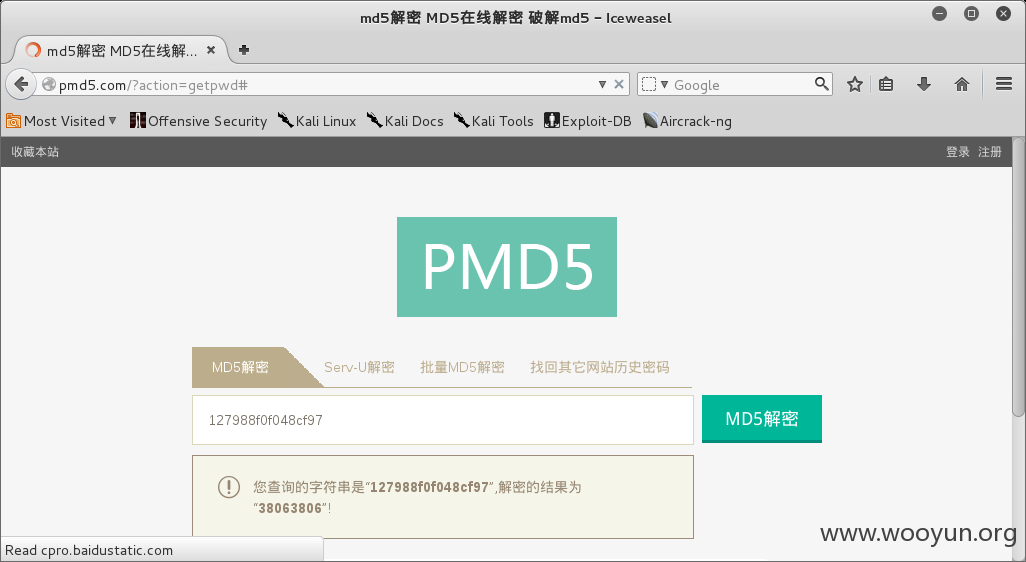 md5解密 MD5在线解密 破解md5 – Iceweasel
md5解密 MD5在线解...
pmd5.com/?action=getpwd#
Google
Most Visited
Offensive Security
Kali Linux
Kali Docs
Kali Tools
Exploit-DB
Aircrack-ng
收藏本站
登录 注册
PMD5
MD5解密
Serv-U解密
批量MD5解密
找回其它网站历史密码
127988f0f048cf97
MD5解密
您查询的字符串是“127988f0f048cf97”,解密的结果为
“38063806”!
www.wooyun.org
Read cpro.baidustatic.com